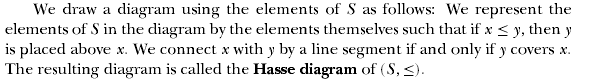 We draw a diagram using the elements of S as follows: We represent the
elements of S in the diagram by the elements themselves such that if x ≤ y, then y
is placed above x. We connect x with y by a line segment if and only if y covers x.
The resulting diagram is called the Hasse diagram of (S, ≤).